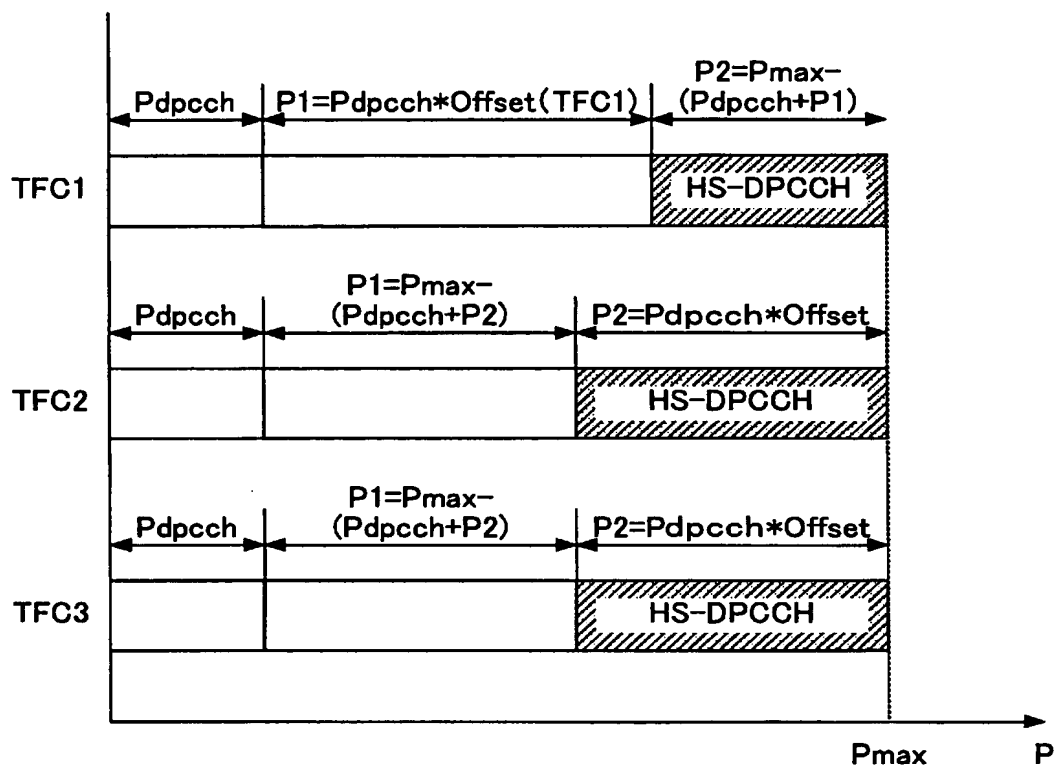 P2=Pmax-
Pdpcch P1=Pdpcch*Offset(TFC1) (Pdpcch+P1)
TFC1 HS-DPCCH
P1=Pmax-
Pdpcch (Pdpcch+P2) P2=Pdpcch*Offset
TFC2 HS-DPCCH
P1=Pmax-
Pdpcch (Pdpcch+P2) P2=Pdpcch*Offset
TFC3 HS-DPCCH
Pmax P